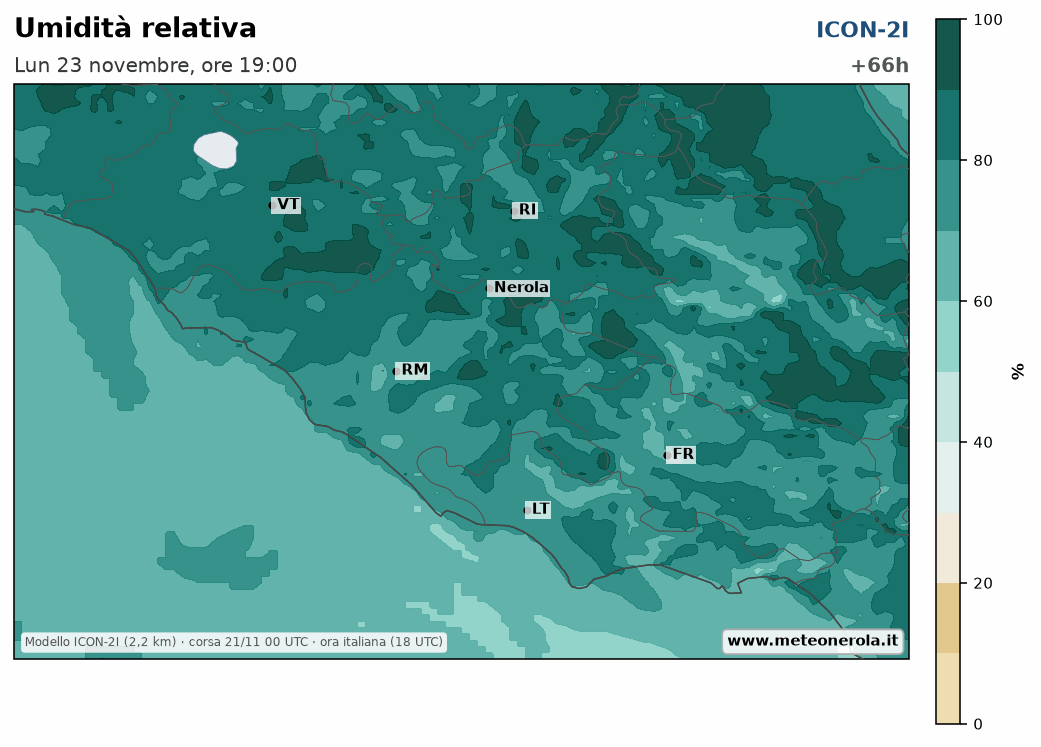 Umidità relativa
ICON-2I
Lun 23 novembre, ore 19:00
+66h
100
80
60
40
20
0
%
VT
RI
Nerola
RM
FR
LT
Modello ICON-2I (2,2 km) · corsa 21/11 00 UTC · ora italiana (18 UTC)
www.meteonerola.it